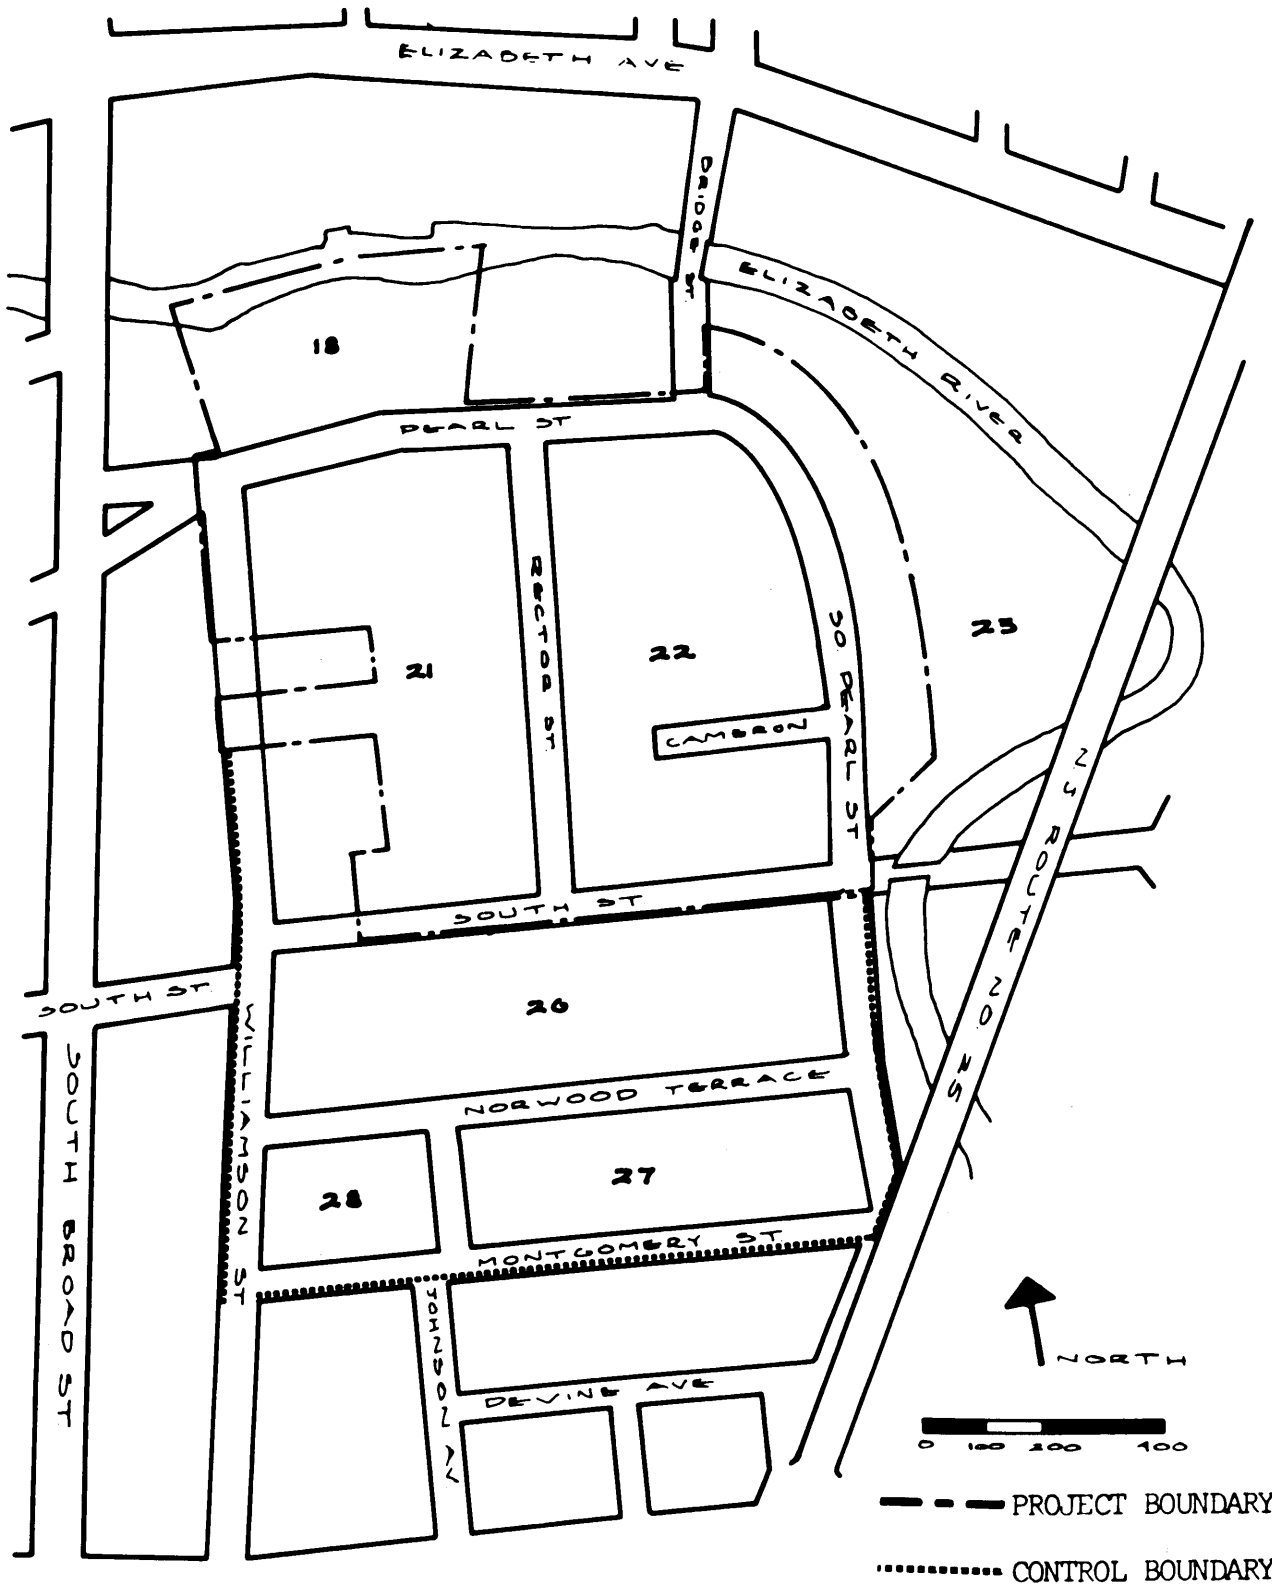 ELIZABETH AVE
BRIDGE ST
ELIZABETH RIVER
18
PEARL ST
RECTOR ST
SO PEARL ST
23
21
22
CAMERON
NJ ROUTE NO 25
SOUTH ST
SOUTH ST
WILLIAMSON ST
26
NORWOOD TERRACE
SOUTH BROAD ST
28
27
MONTGOMERY ST
JOHNSON AV
NORTH
DEVINE AVE
0 100 200 400
PROJECT BOUNDARY
CONTROL BOUNDARY